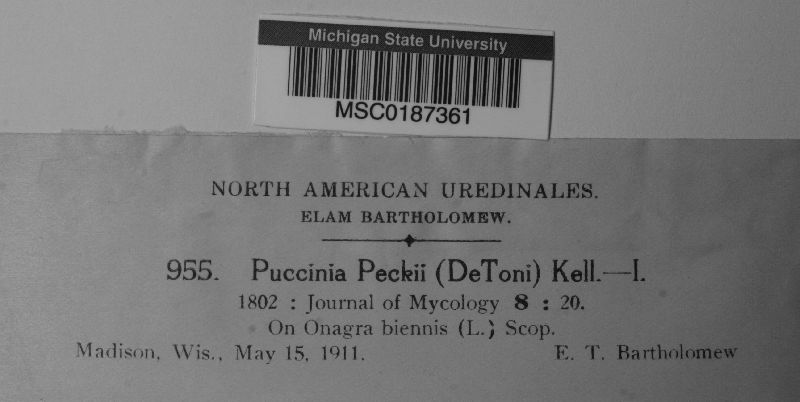 Michigan State University
MSC0187361
NORTH AMERICAN UREDINALES.
ELAM BARTHOLOMEW.
955. Puccinia Peckii (DeToni) Kell.—I.
1802 : Journal of Mycology 8 : 20.
On Onagra biennis (L.) Scop.
Madison, Wis., May 15, 1911. E. T. Bartholomew